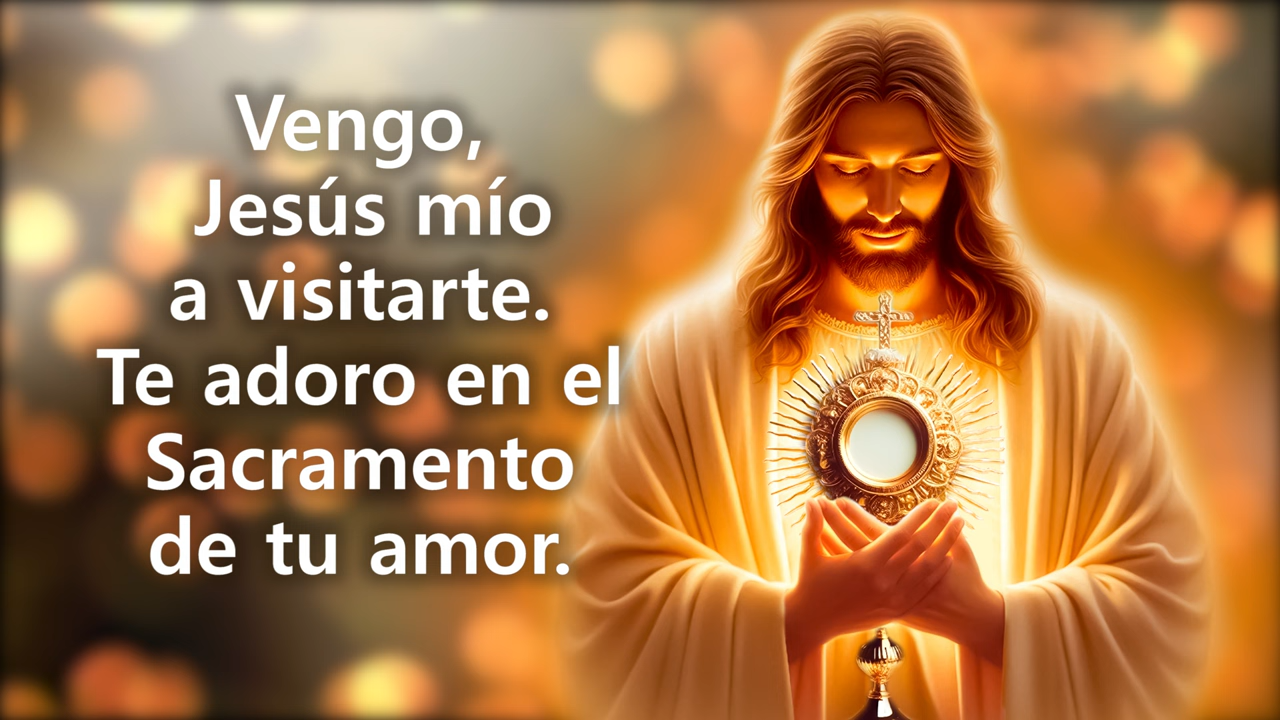 Vengo,
Jesús mío
a visitarte.
Te adoro en el
Sacramento
de tu amor.